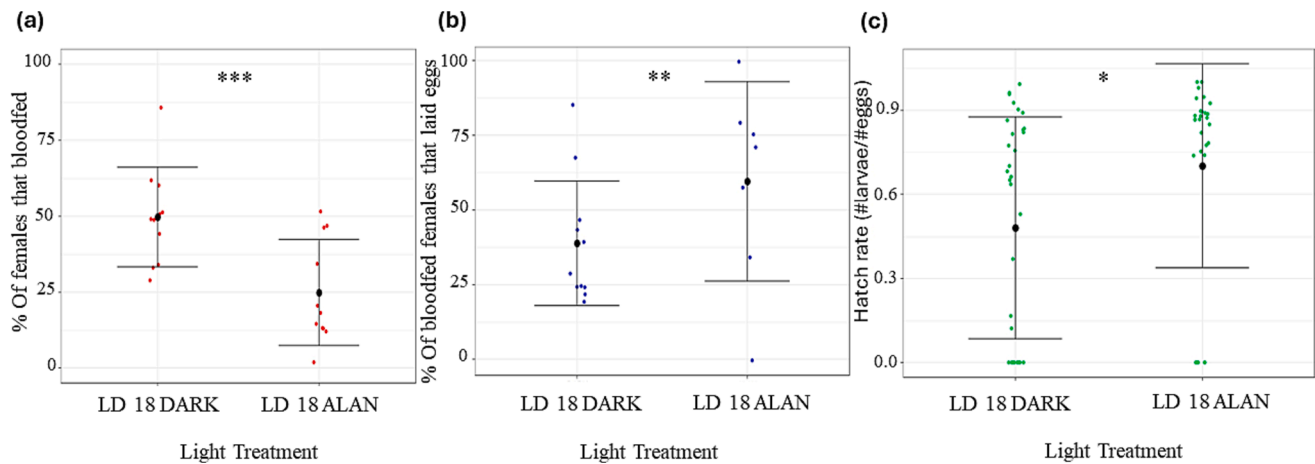 (a)
% Of females that bloodfed
100
75
50
25
0
***
LD 18 DARK
LD 18 ALAN
Light Treatment
(b)
% Of bloodfed females that laid eggs
100
75
50
25
0
**
LD 18 DARK
LD 18 ALAN
Light Treatment
(c)
Hatch rate (#larvae/#eggs)
0.9
0.6
0.3
0.0
*
LD 18 DARK
LD 18 ALAN
Light Treatment